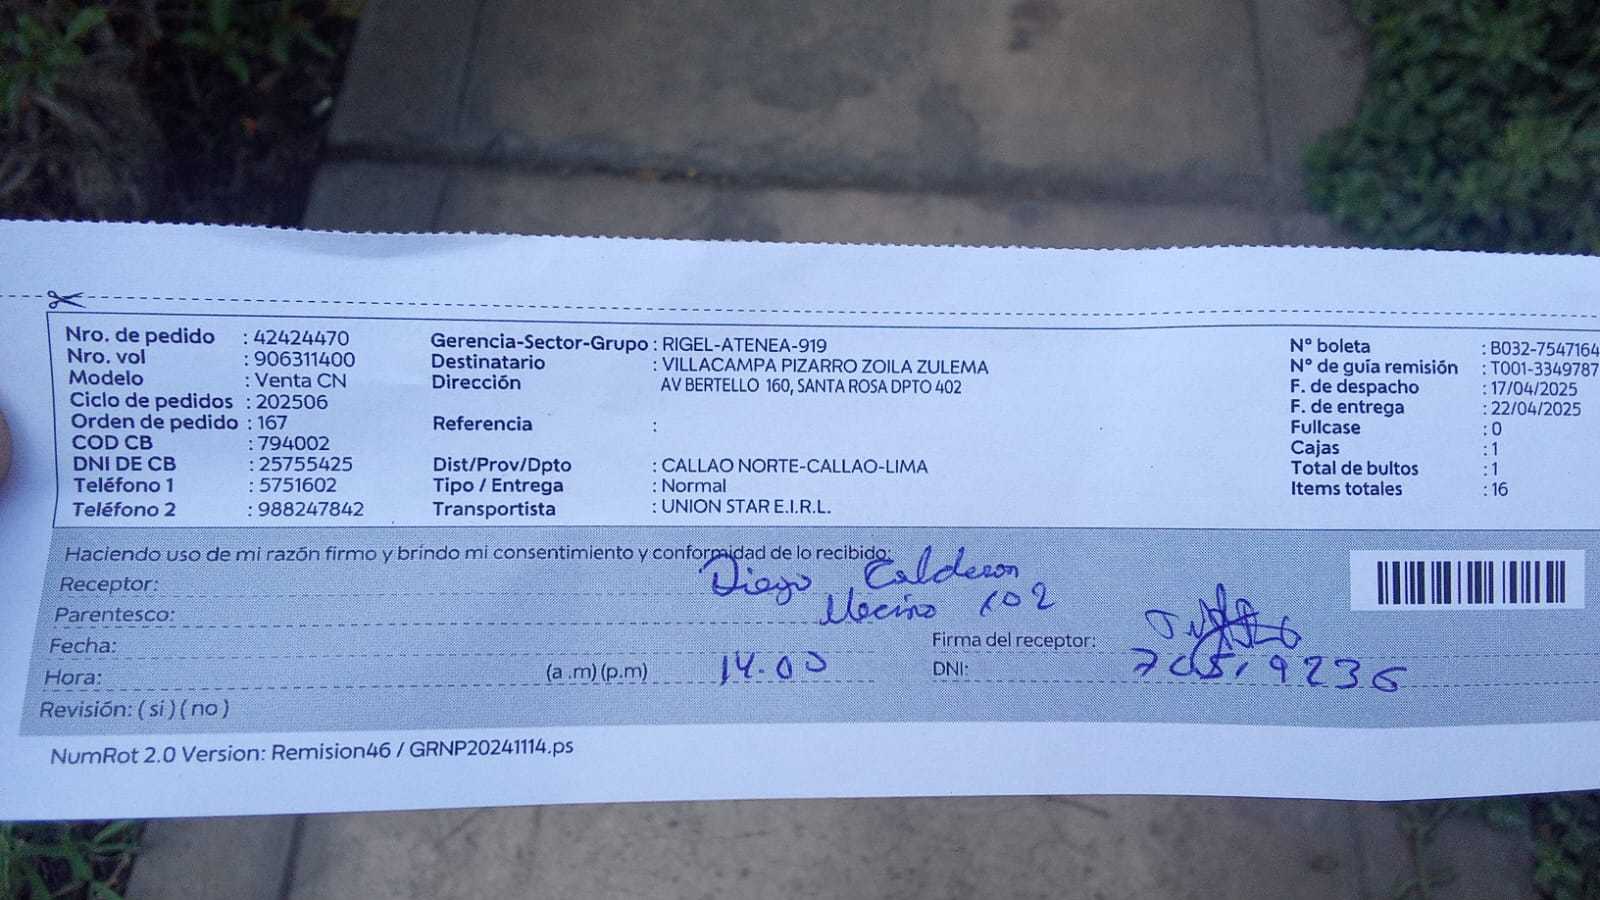 Nro. de pedido : 42424470
Nro. vol : 906311400
Modelo : Venta CN
Ciclo de pedidos : 202506
Orden de pedido : 167
COD CB : 794002
DNI DE CB : 25755425
Teléfono 1 : 5751602
Teléfono 2 : 988247842
Gerencia-Sector-Grupo : RIGEL-ATENEA-919
Destinatario : VILLACAMPA PIZARRO ZOILA ZULEMA
Dirección AV BERTELLO 160, SANTA ROSA DPTO 402
Referencia :
Dist/Prov/Dpto : CALLAO NORTE-CALLAO-LIMA
Tipo / Entrega : Normal
Transportista : UNION STAR E.I.R.L.
N° boleta : B032-7547164
N° de guía remisión : T001-3349787
F. de despacho : 17/04/2025
F. de entrega : 22/04/2025
Fullcase : 0
Cajas : 1
Total de bultos : 1
Items totales : 16
Haciendo uso de mi razón firmo y brindo mi consentimiento y conformidad de lo recibido:
Receptor: Diego Calderon
Parentesco: Vecino 102
Fecha:
Firma del receptor:
Hora: (a .m)(p.m) 14.00
DNI:
Revisión: ( si ) ( no )
NumRot 2.0 Version: Remision46 / GRNP20241114.ps